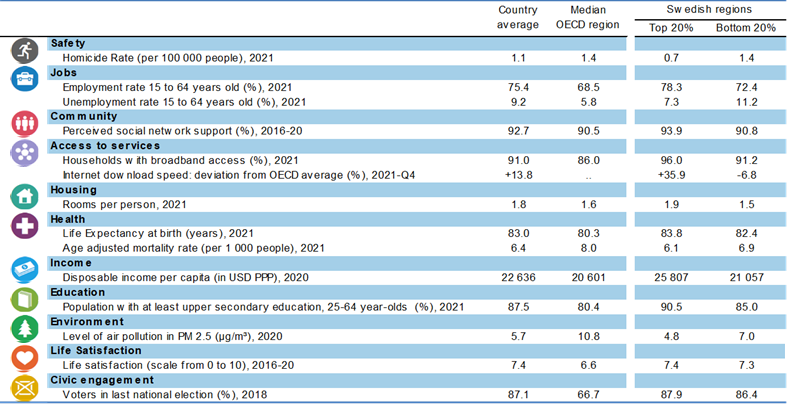 Country average Median OECD region Swedish regions
Top 20% Bottom 20%
Safety
Homicide Rate (per 100 000 people), 2021 1.1 1.4 0.7 1.4
Jobs
Employment rate 15 to 64 years old (%), 2021 75.4 68.5 78.3 72.4
Unemployment rate 15 to 64 years old (%), 2021 9.2 5.8 7.3 11.2
Community
Perceived social netw ork support (%), 2016-20 92.7 90.5 93.9 90.8
Access to services
Households w ith broadband access (%), 2021 91.0 86.0 96.0 91.2
Internet dow nload speed: deviation from OECD average (%), 2021-Q4 +13.8 .. +35.9 -6.8
Housing
Rooms per person, 2021 1.8 1.6 1.9 1.5
Health
Life Expectancy at birth (years), 2021 83.0 80.3 83.8 82.4
Age adjusted mortality rate (per 1 000 people), 2021 6.4 8.0 6.1 6.9
Income
Disposable income per capita (in USD PPP), 2020 22 636 20 601 25 807 21 057
Education
Population w ith at least upper secondary education, 25-64 year-olds (%), 2021 87.5 80.4 90.5 85.0
Environment
Level of air pollution in PM 2.5 (µg/m³), 2020 5.7 10.8 4.8 7.0
Life Satisfaction
Life satisfaction (scale from 0 to 10), 2016-20 7.4 6.6 7.4 7.3
Civic engagement
Voters in last national election (%), 2018 87.1 66.7 87.9 86.4